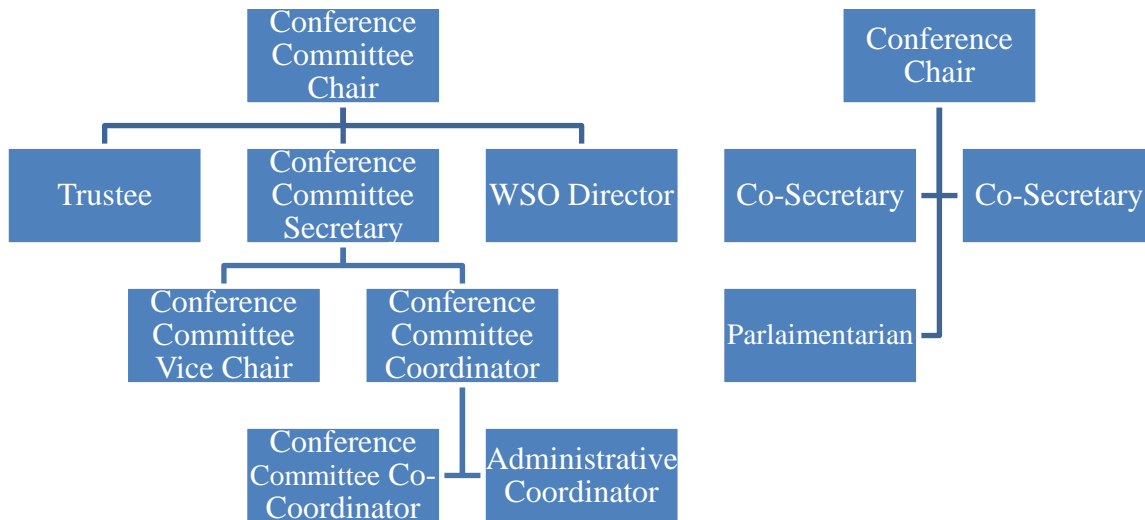 Conference
Committee
Chair
Conference
Chair
Trustee
Conference
Committee
Secretary
WSO Director
Co-Secretary
Co-Secretary
Conference
Committee
Vice Chair
Conference
Committee
Coordinator
Parlaimentarian
Conference
Committee Co-
Coordinator
Administrative
Coordinator